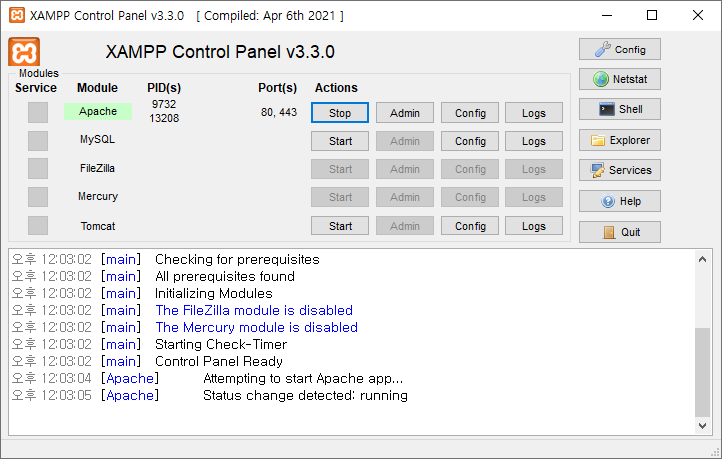 XAMPP Control Panel v3.3.0 [ Compiled: Apr 6th 2021 ]
XAMPP Control Panel v3.3.0
Config
Modules
Service Module PID(s) Port(s) Actions
Netstat
Apache 9732 13208 80, 443 Stop Admin Config Logs
Shell
MySQL Start Admin Config Logs
Explorer
FileZilla Start Admin Config Logs
Services
Mercury Start Admin Config Logs
Help
Tomcat Start Admin Config Logs
Quit
오후 12:03:02 [main] Checking for prerequisites
오후 12:03:02 [main] All prerequisites found
오후 12:03:02 [main] Initializing Modules
오후 12:03:02 [main] The FileZilla module is disabled
오후 12:03:02 [main] The Mercury module is disabled
오후 12:03:02 [main] Starting Check-Timer
오후 12:03:02 [main] Control Panel Ready
오후 12:03:04 [Apache] Attempting to start Apache app...
오후 12:03:05 [Apache] Status change detected: running